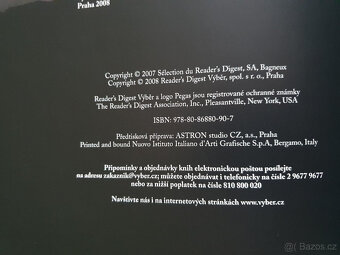 Praha 2008
Copyright © 2007 Sélection du Reader's Digest, SA, Bagneux
Copyright © 2008 Reader's Digest Výběr, spol. s r. o., Praha
Reader's Digest Výběr a logo Pegas jsou registrované ochranné známky
The Reader's Digest Association, Inc., Pleasantville, New York, USA
ISBN: 978-80-86880-90-7
Předtisková příprava: ASTRON studio CZ, a.s., Praha
Printed and bound Nuovo Istituto Italiano d'Arti Grafische S.p.A, Bergamo, Italy
Připomínky a objednávky knih elektronickou poštou posílejte
na adresu zakaznik@vyber.cz; můžete objednávat i telefonicky na čísle 2 9677 9677
nebo za nižší poplatek na čísle 810 800 020
Navštivte nás i na internetových stránkách www.vyber.cz
Bazoš.cz